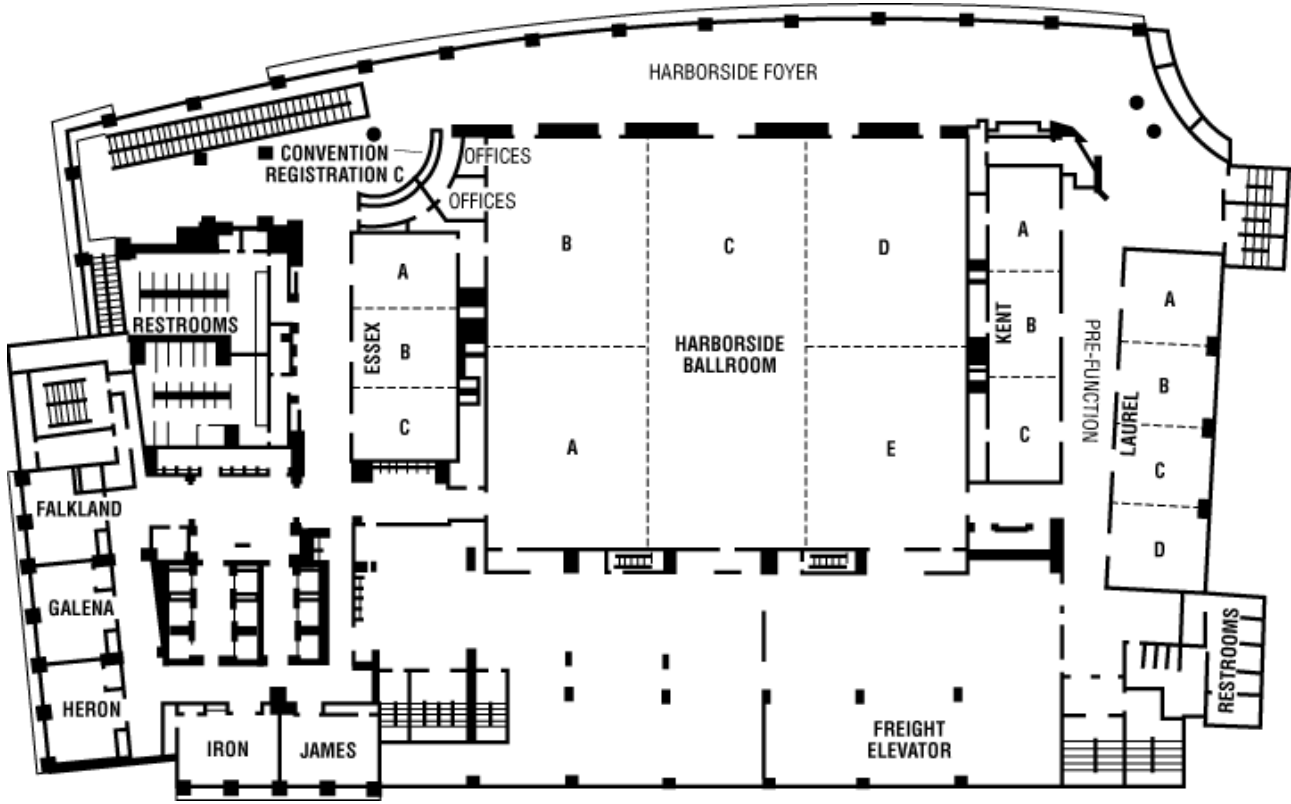 HARBORSIDE FOYER
CONVENTION
REGISTRATION C
OFFICES
OFFICES
B
C
D
A
A
A
RESTROOMS
ESSEX
B
HARBORSIDE
BALLROOM
KENT
B
PRE-FUNCTION
B
LAUREL
C
A
E
C
C
D
FALKLAND
GALENA
HERON
IRON
JAMES
FREIGHT
ELEVATOR
RESTROOMS